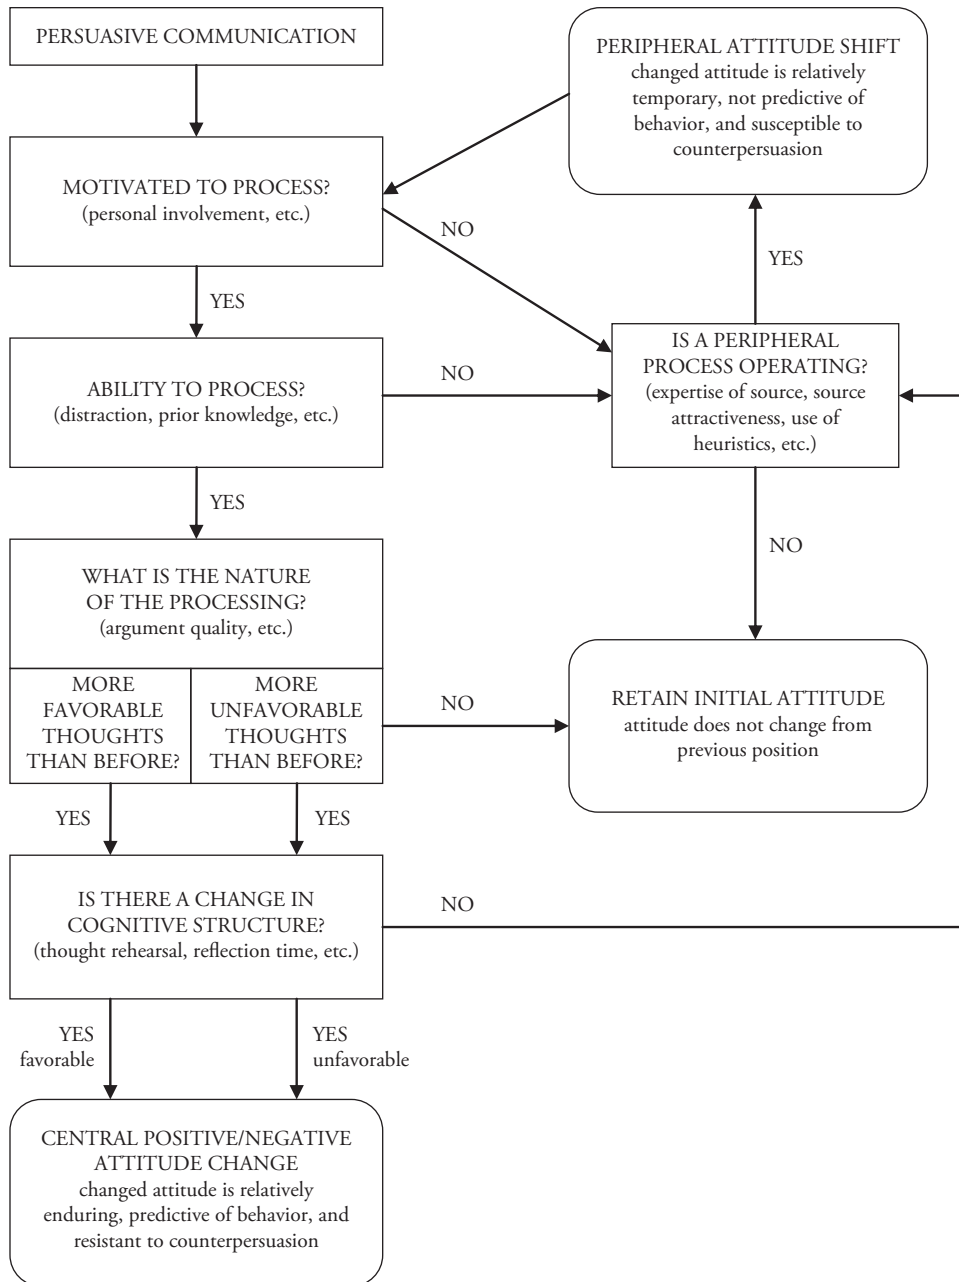 PERSUASIVE COMMUNICATION
PERIPHERAL ATTITUDE SHIFT
changed attitude is relatively
temporary, not predictive of
behavior, and susceptible to
counterpersuasion
MOTIVATED TO PROCESS?
(personal involvement, etc.)
NO
YES
YES
IS A PERIPHERAL
PROCESS OPERATING?
(expertise of source, source
attractiveness, use of
heuristics, etc.)
ABILITY TO PROCESS?
(distraction, prior knowledge, etc.)
NO
YES
NO
WHAT IS THE NATURE
OF THE PROCESSING?
(argument quality, etc.)
MORE
FAVORABLE
THOUGHTS
THAN BEFORE?
MORE
UNFAVORABLE
THOUGHTS
THAN BEFORE?
NO
RETAIN INITIAL ATTITUDE
attitude does not change from
previous position
YES
YES
IS THERE A CHANGE IN
COGNITIVE STRUCTURE?
(thought rehearsal, reflection time, etc.)
NO
YES
favorable
YES
unfavorable
CENTRAL POSITIVE/NEGATIVE
ATTITUDE CHANGE
changed attitude is relatively
enduring, predictive of behavior, and
resistant to counterpersuasion